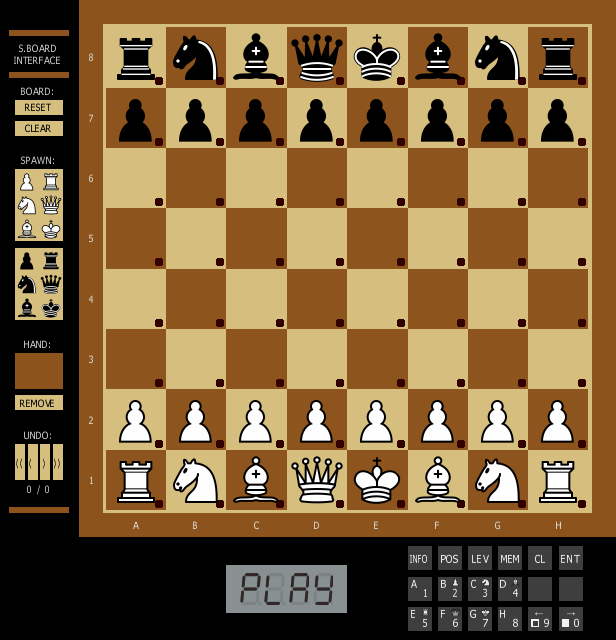 S.BOARD
INTERFACE
BOARD:
RESET
CLEAR
SPAWN:
HAND:
REMOVE
UNDO:
⟨⟨ ⟨ ⟩ ⟩⟩
0 / 0
8
7
6
5
4
3
2
1
A B C D E F G H
PLAY
INFO POS LEV MEM CL ENT
A 1 B 2 C 3 D 4
E 5 F 6 G 7 H 8 ← 9 → 0